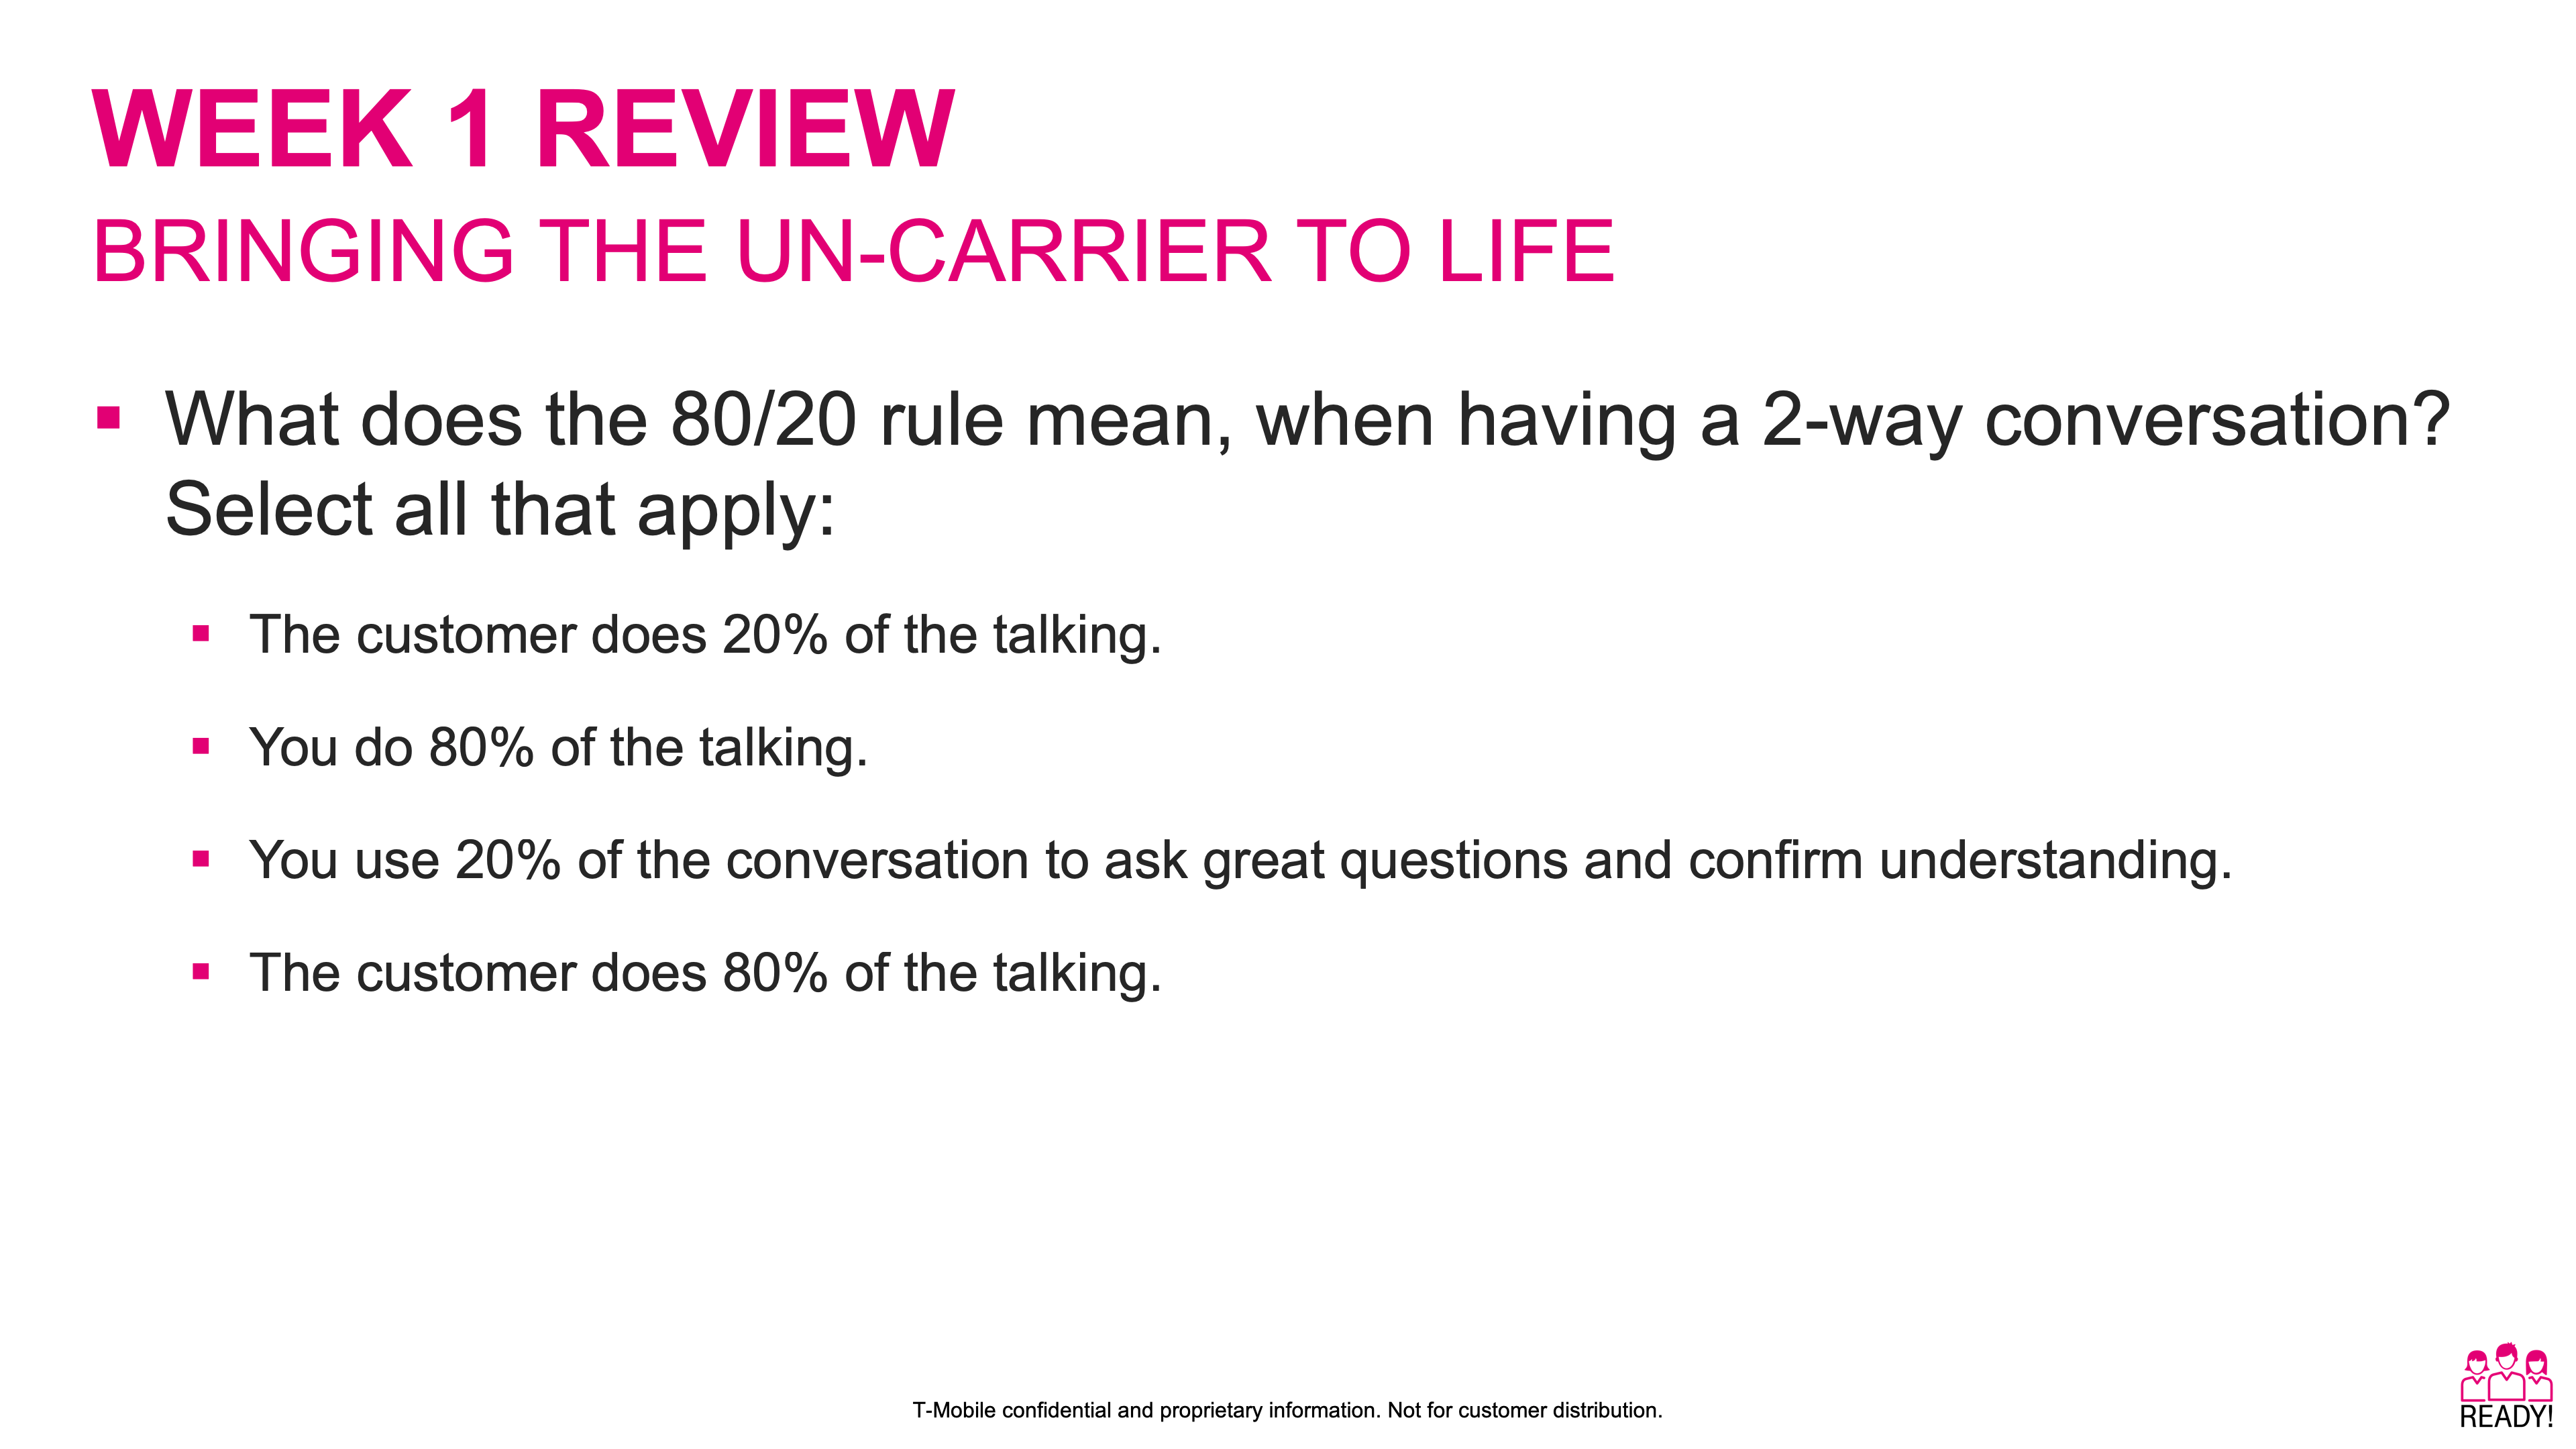 WEEK 1 REVIEW
BRINGING THE UN-CARRIER TO LIFE
▪ What does the 80/20 rule mean, when having a 2-way conversation?
Select all that apply:
▪ The customer does 20% of the talking.
▪ You do 80% of the talking.
▪ You use 20% of the conversation to ask great questions and confirm understanding.
▪ The customer does 80% of the talking.
T-Mobile confidential and proprietary information. Not for customer distribution.
READY!